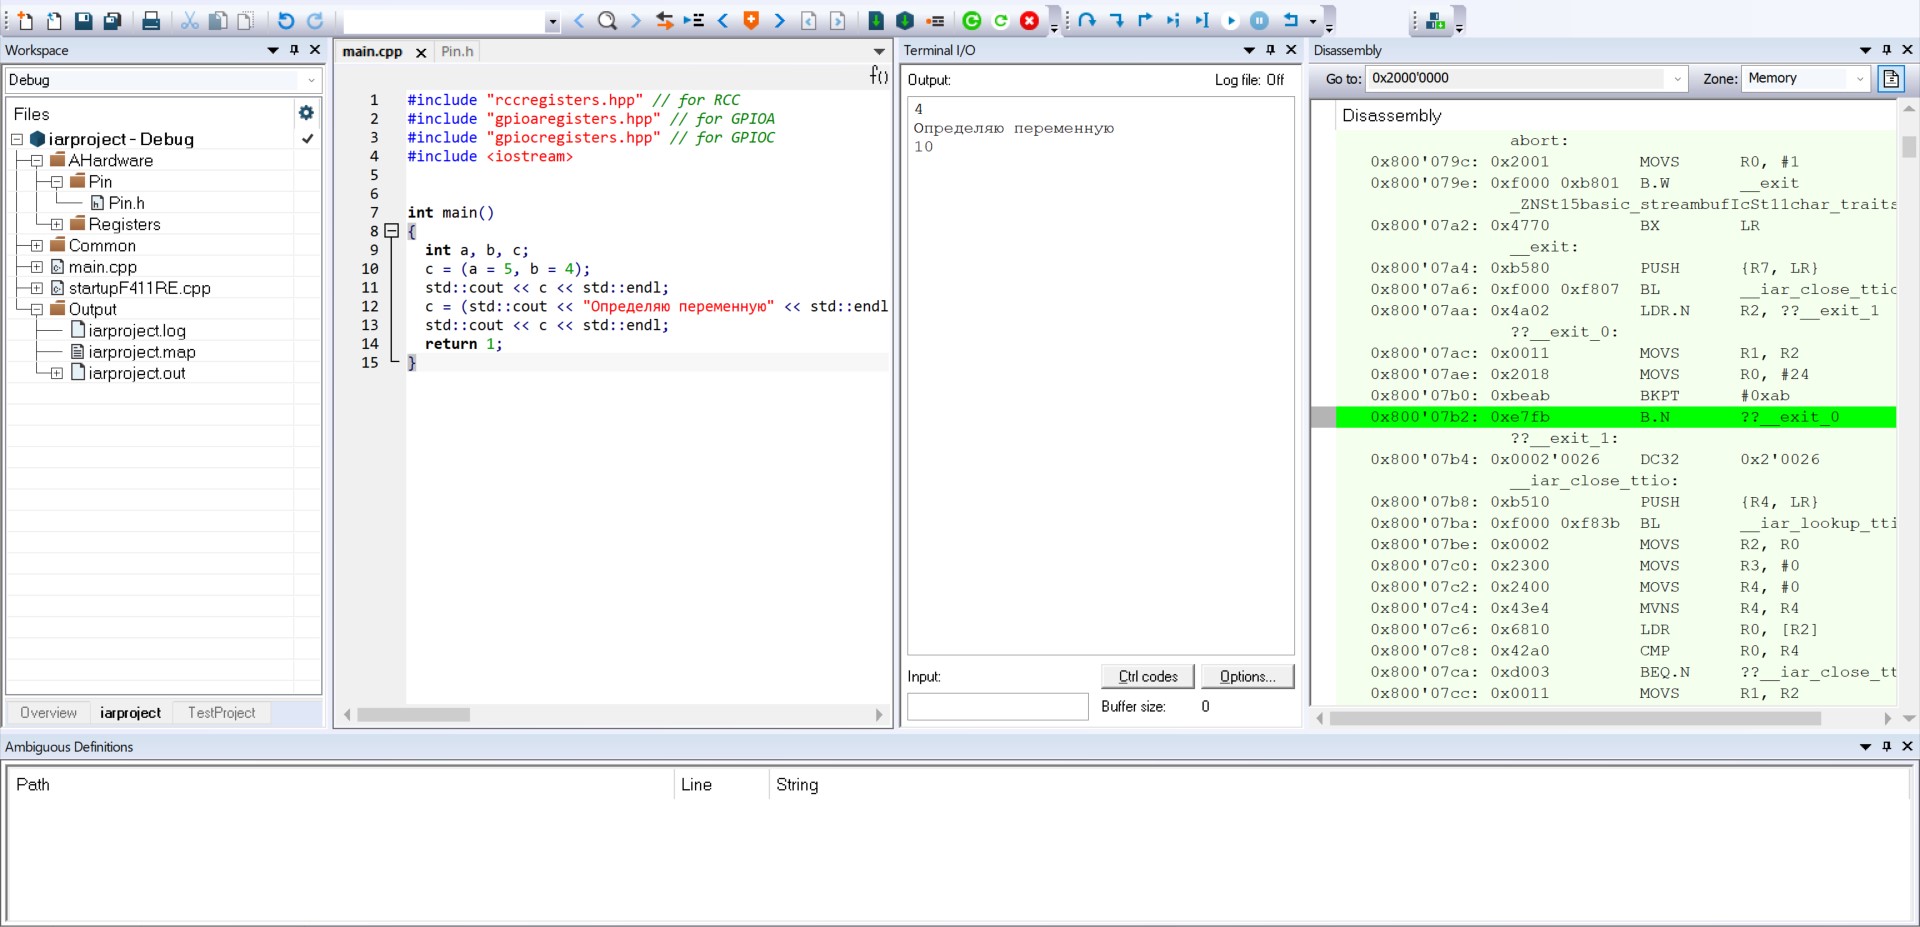 Workspace
Debug
Files
iarproject - Debug
AHardware
Pin
Pin.h
Registers
Common
main.cpp
startupF411RE.cpp
Output
iarproject.log
iarproject.map
iarproject.out
Overview iarproject TestProject
main.cpp Pin.h
f()
1 #include "rccregisters.hpp" // for RCC
2 #include "gpioaregisters.hpp" // for GPIOA
3 #include "gpiocregisters.hpp" // for GPIOC
4 #include <iostream>
5
6
7 int main()
8 {
9 int a, b, c;
10 c = (a = 5, b = 4);
11 std::cout << c << std::endl;
12 c = (std::cout << "Определяю переменную" << std::endl
13 std::cout << c << std::endl;
14 return 1;
15 }
Terminal I/O
Output: Log file: Off
4
Определяю переменную
10
Input: Ctrl codes Options...
Buffer size: 0
Disassembly
Go to: 0x2000'0000 Zone: Memory
Disassembly
abort:
0x800'079c: 0x2001 MOVS R0, #1
0x800'079e: 0xf000 0xb801 B.W __exit
_ZNSt15basic_streambufIcSt11char_traits
0x800'07a2: 0x4770 BX LR
__exit:
0x800'07a4: 0xb580 PUSH {R7, LR}
0x800'07a6: 0xf000 0xf807 BL __iar_close_ttio
0x800'07aa: 0x4a02 LDR.N R2, ??__exit_1
??__exit_0:
0x800'07ac: 0x0011 MOVS R1, R2
0x800'07ae: 0x2018 MOVS R0, #24
0x800'07b0: 0xbeab BKPT #0xab
0x800'07b2: 0xe7fb B.N ??__exit_0
??__exit_1:
0x800'07b4: 0x0002'0026 DC32 0x2'0026
__iar_close_ttio:
0x800'07b8: 0xb510 PUSH {R4, LR}
0x800'07ba: 0xf000 0xf83b BL __iar_lookup_tti
0x800'07be: 0x0002 MOVS R2, R0
0x800'07c0: 0x2300 MOVS R3, #0
0x800'07c2: 0x2400 MOVS R4, #0
0x800'07c4: 0x43e4 MVNS R4, R4
0x800'07c6: 0x6810 LDR R0, [R2]
0x800'07c8: 0x42a0 CMP R0, R4
0x800'07ca: 0xd003 BEQ.N ??__iar_close_tt
0x800'07cc: 0x0011 MOVS R1, R2
Ambiguous Definitions
Path Line String